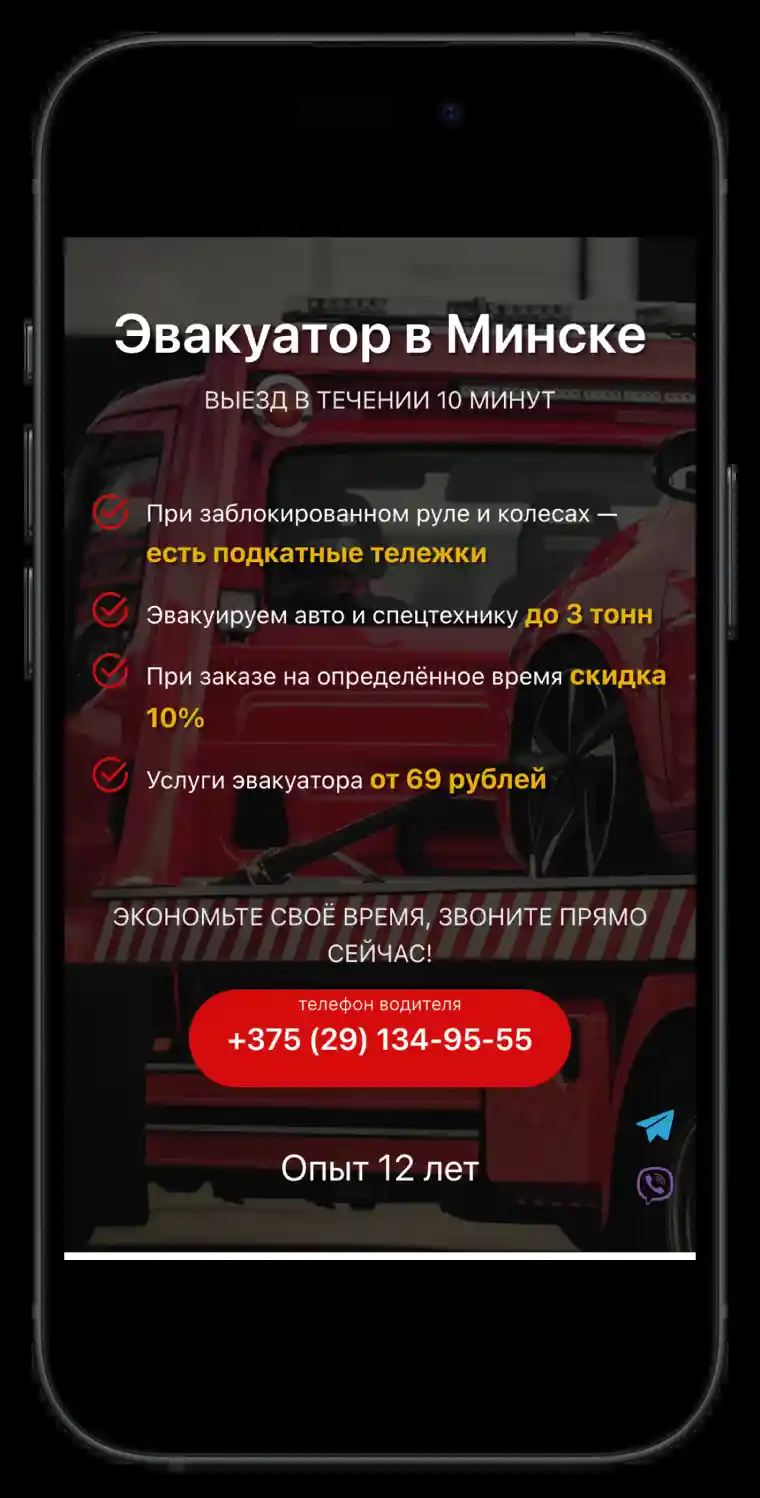 Эвакуатор в Минске
ВЫЕЗД В ТЕЧЕНИИ 10 МИНУТ
При заблокированном руле и колесах —
есть подкатные тележки
Эвакуируем авто и спецтехнику до 3 тонн
При заказе на определённое время скидка
10%
Услуги эвакуатора от 69 рублей
ЭКОНОМЬТЕ СВОЁ ВРЕМЯ, ЗВОНИТЕ ПРЯМО
СЕЙЧАС!
телефон водителя
+375 (29) 134-95-55
Опыт 12 лет